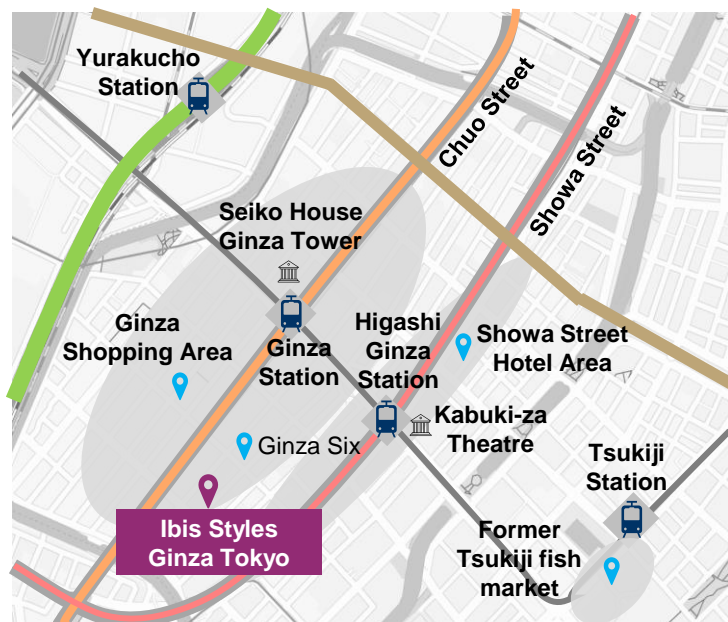 Yurakucho
Station
Chuo Street
Showa Street
Seiko House
Ginza Tower
Ginza
Shopping Area
Ginza
Station
Higashi
Ginza
Station
Showa Street
Hotel Area
Kabuki-za
Theatre
Ginza Six
Tsukiji
Station
Ibis Styles
Ginza Tokyo
Former
Tsukiji fish
market